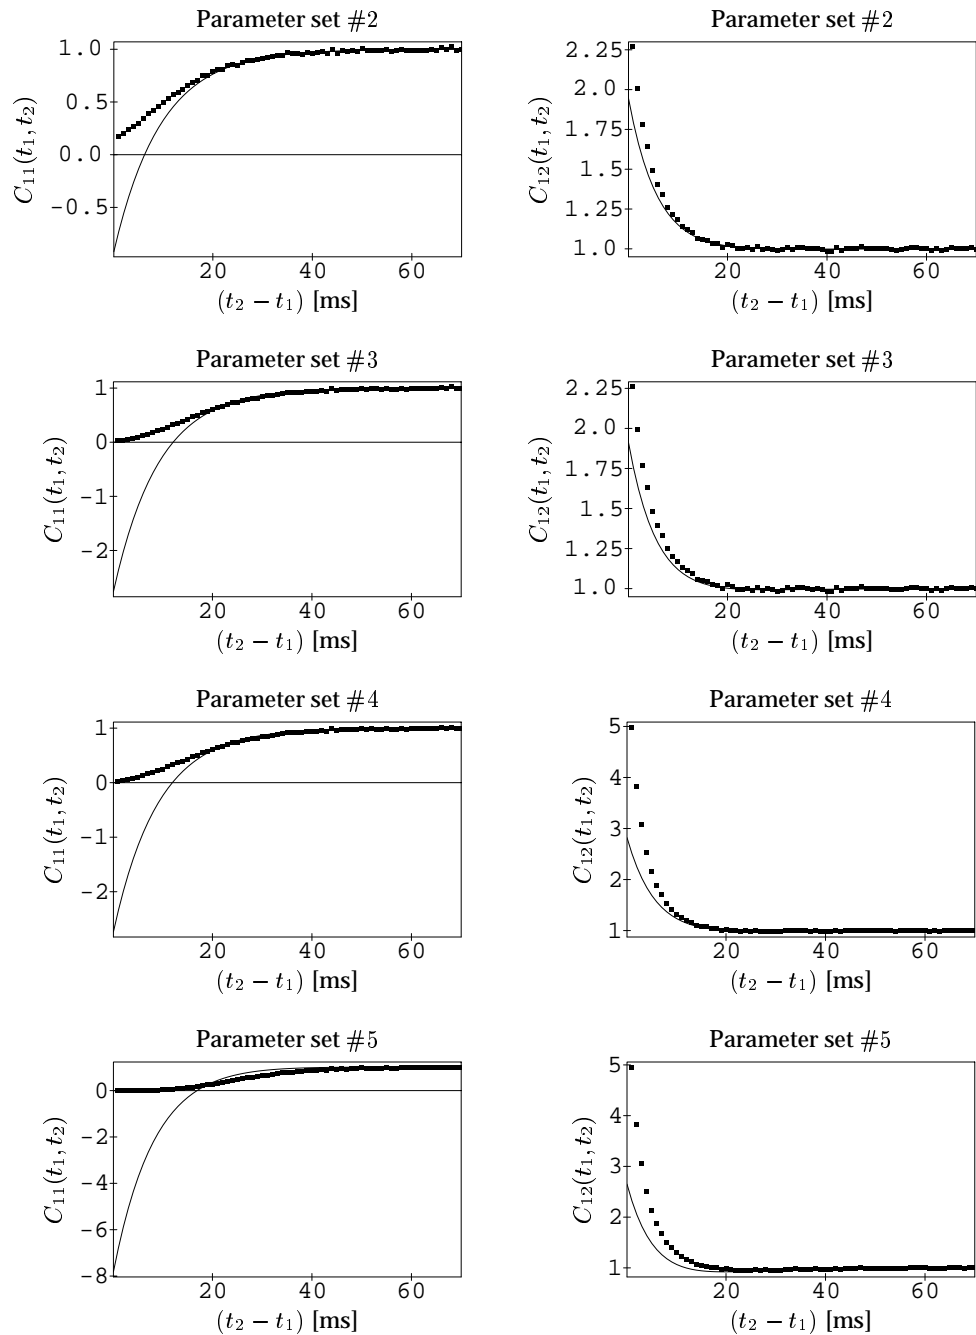 Parameter set #2
Parameter set #2
C11(t1, t2)
1.0
0.5
0.0
-0.5
20 40 60
(t2 − t1) [ms]
C12(t1, t2)
2.25
2.0
1.75
1.5
1.25
1.0
20 40 60
(t2 − t1) [ms]
Parameter set #3
Parameter set #3
C11(t1, t2)
1
0
-1
-2
20 40 60
(t2 − t1) [ms]
C12(t1, t2)
2.25
2.0
1.75
1.5
1.25
1.0
20 40 60
(t2 − t1) [ms]
Parameter set #4
Parameter set #4
C11(t1, t2)
1
0
-1
-2
20 40 60
(t2 − t1) [ms]
C12(t1, t2)
5
4
3
2
1
20 40 60
(t2 − t1) [ms]
Parameter set #5
Parameter set #5
C11(t1, t2)
0
-2
-4
-6
-8
20 40 60
(t2 − t1) [ms]
C12(t1, t2)
5
4
3
2
1
20 40 60
(t2 − t1) [ms]